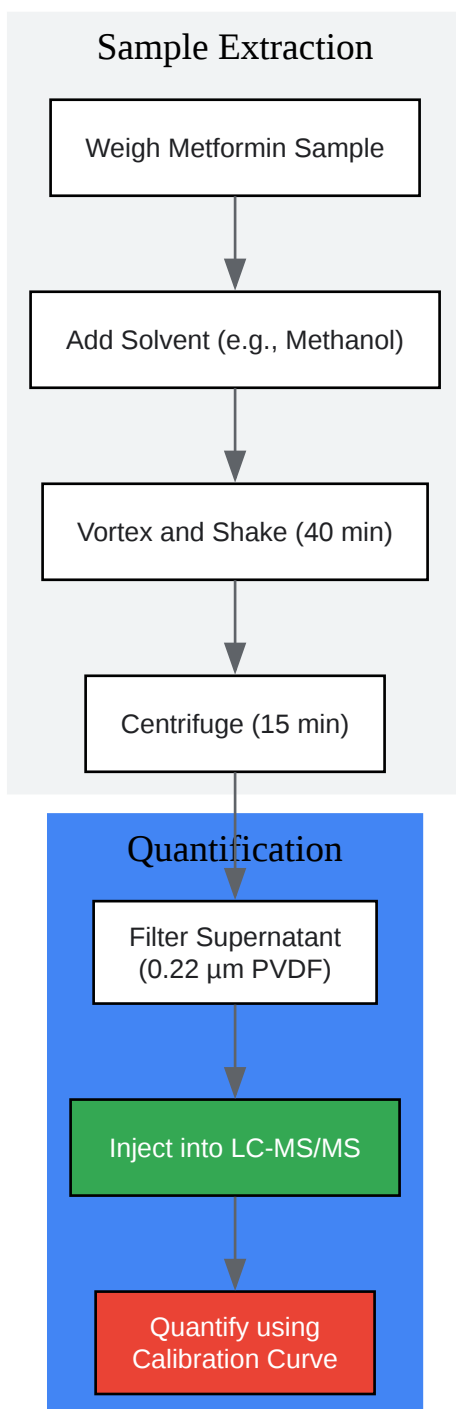 Sample Extraction
Weigh Metformin Sample
Add Solvent (e.g., Methanol)
Vortex and Shake (40 min)
Centrifuge (15 min)
Quantification
Filter Supernatant
(0.22 µm PVDF)
Inject into LC-MS/MS
Quantify using
Calibration Curve